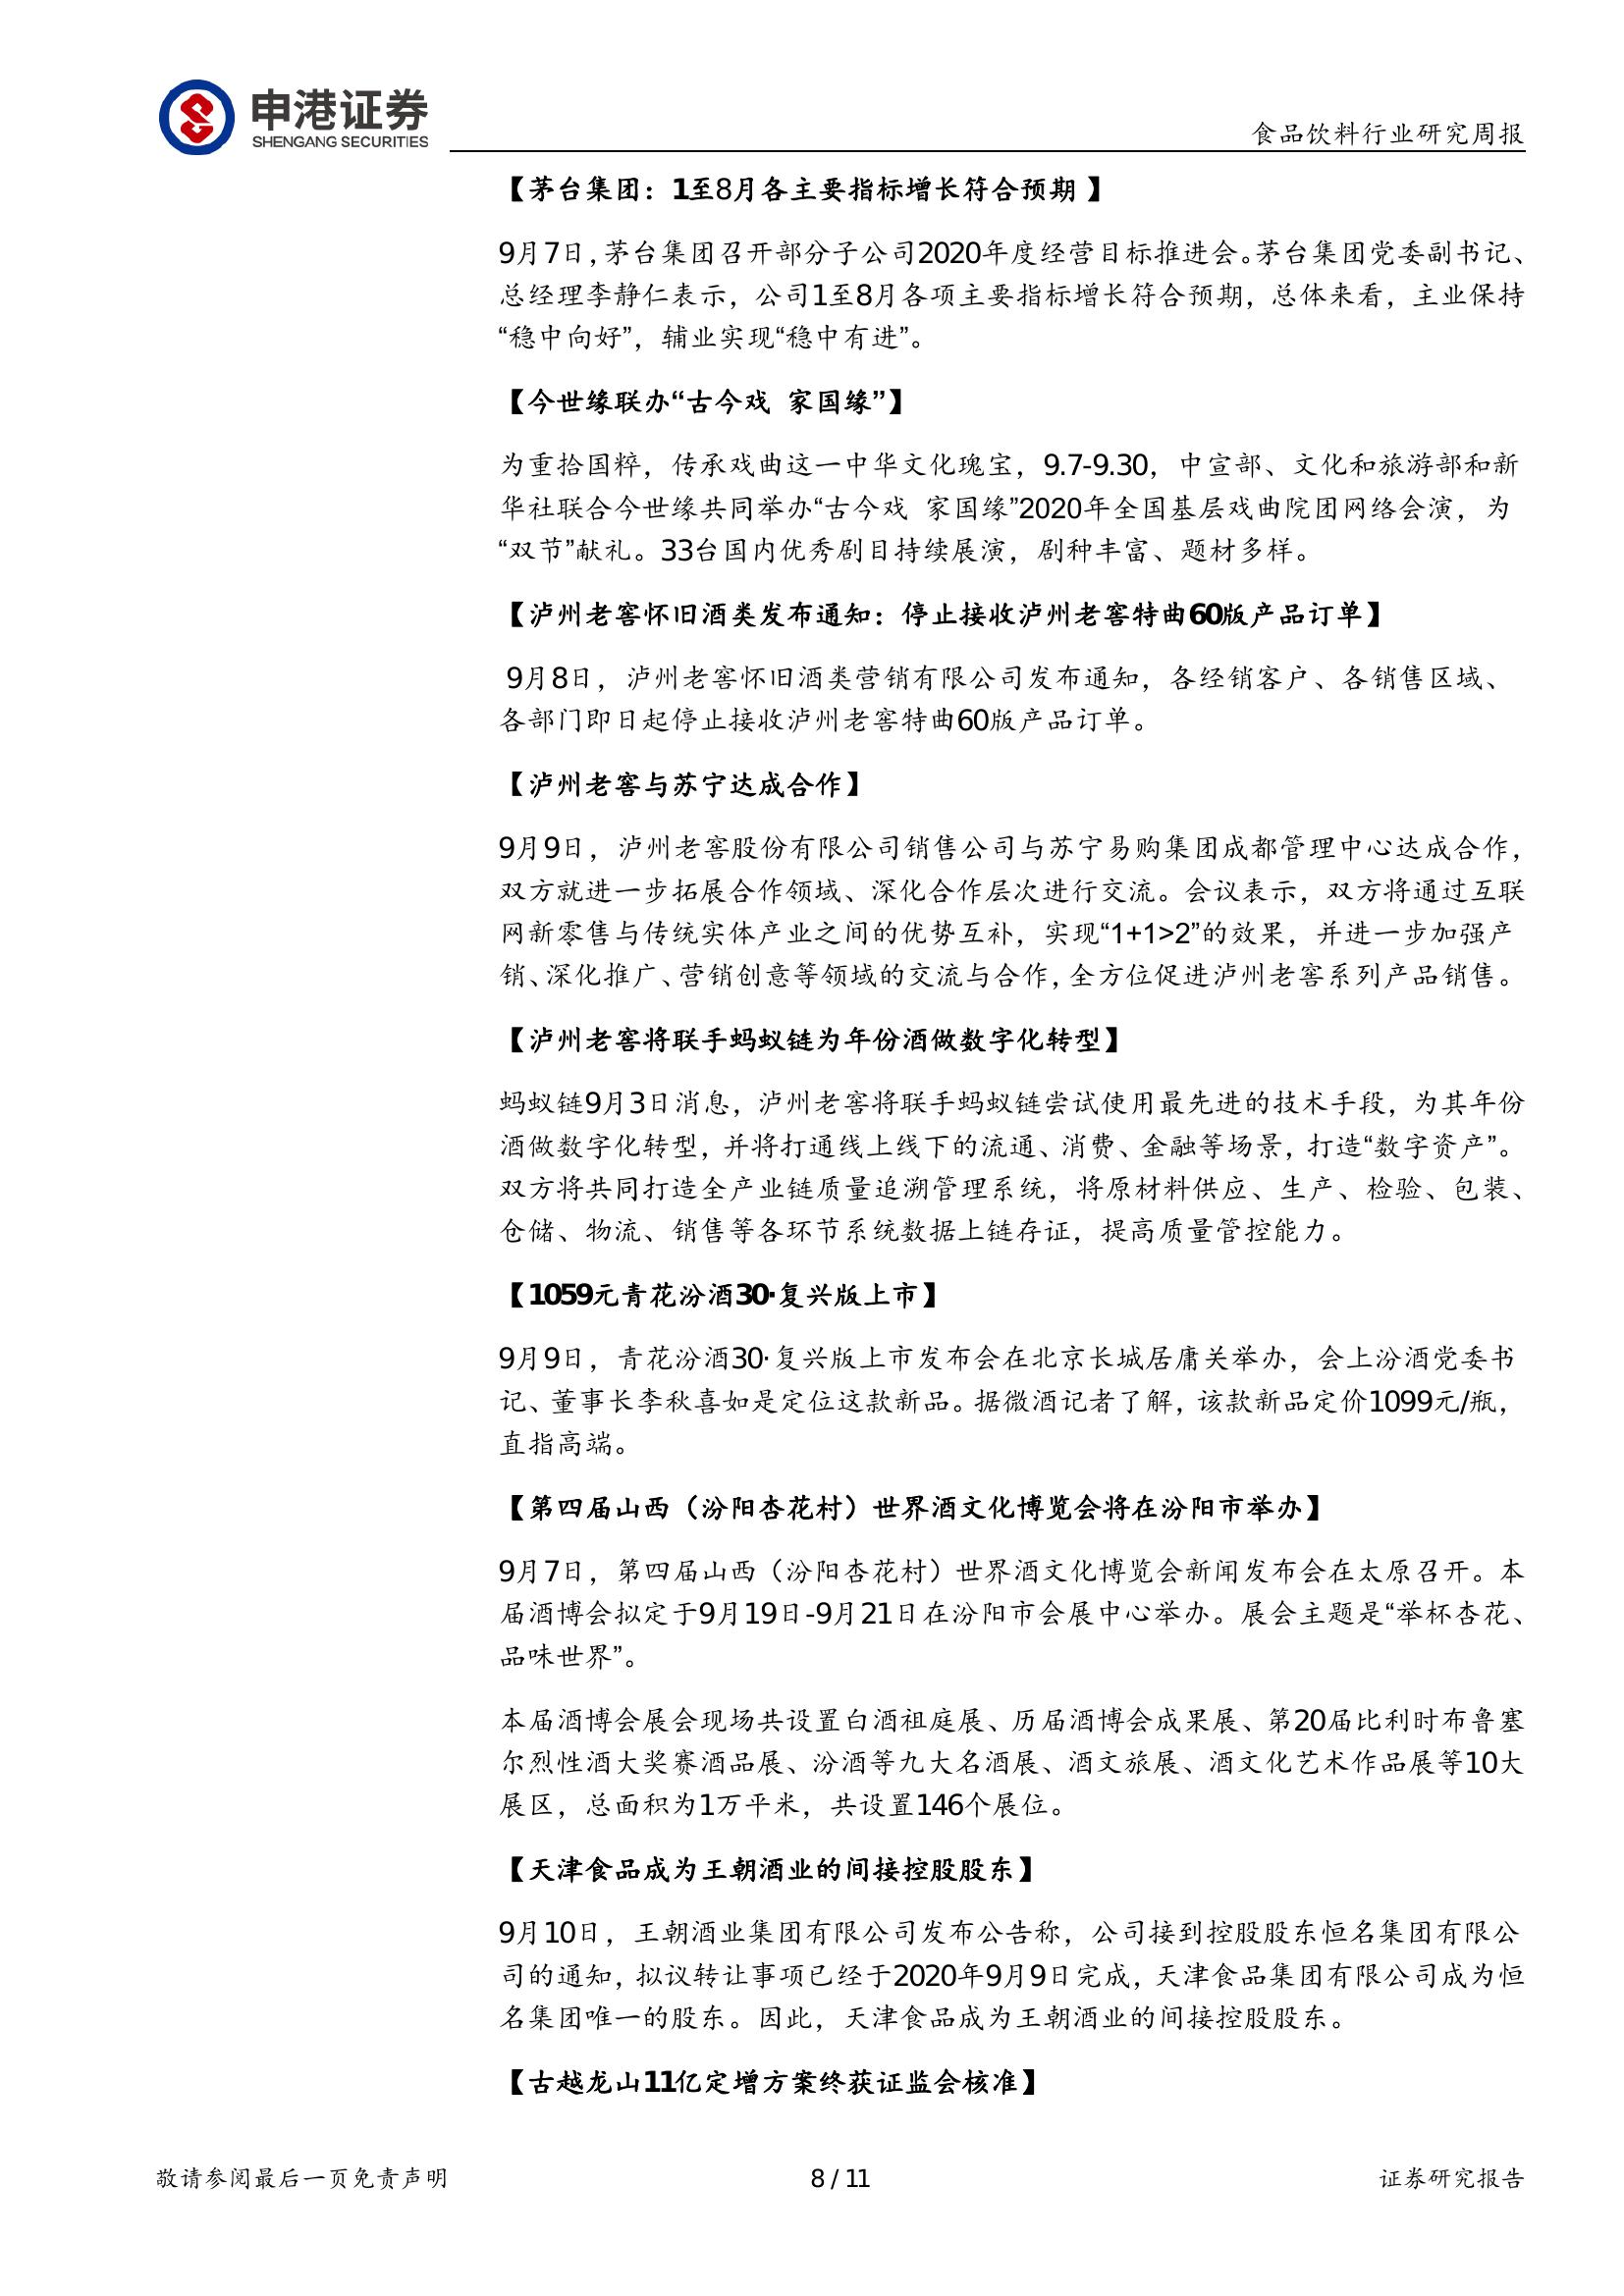 申港证券
SHENGANG SECURITIES
食品饮料行业研究周报
【茅台集团：1至8月各主要指标增长符合预期 】
9月7日，茅台集团召开部分子公司2020年度经营目标推进会。茅台集团党委副书记、
总经理李静仁表示，公司1至8月各项主要指标增长符合预期，总体来看，主业保持
“稳中向好”，辅业实现“稳中有进”。
【今世缘联办“古今戏 家国缘”】
为重拾国粹，传承戏曲这一中华文化瑰宝，9.7-9.30，中宣部、文化和旅游部和新
华社联合今世缘共同举办“古今戏 家国缘”2020年全国基层戏曲院团网络会演，为
“双节”献礼。33台国内优秀剧目持续展演，剧种丰富、题材多样。
【泸州老窖怀旧酒类发布通知：停止接收泸州老窖特曲60版产品订单】
9月8日，泸州老窖怀旧酒类营销有限公司发布通知，各经销客户、各销售区域、
各部门即日起停止接收泸州老窖特曲60版产品订单。
【泸州老窖与苏宁达成合作】
9月9日，泸州老窖股份有限公司销售公司与苏宁易购集团成都管理中心达成合作，
双方就进一步拓展合作领域、深化合作层次进行交流。会议表示，双方将通过互联
网新零售与传统实体产业之间的优势互补，实现“1+1>2”的效果，并进一步加强产
销、深化推广、营销创意等领域的交流与合作，全方位促进泸州老窖系列产品销售。
【泸州老窖将联手蚂蚁链为年份酒做数字化转型】
蚂蚁链9月3日消息，泸州老窖将联手蚂蚁链尝试使用最先进的技术手段，为其年份
酒做数字化转型，并将打通线上线下的流通、消费、金融等场景，打造“数字资产”。
双方将共同打造全产业链质量追溯管理系统，将原材料供应、生产、检验、包装、
仓储、物流、销售等各环节系统数据上链存证，提高质量管控能力。
【1059元青花汾酒30·复兴版上市】
9月9日，青花汾酒30·复兴版上市发布会在北京长城居庸关举办，会上汾酒党委书
记、董事长李秋喜如是定位这款新品。据微酒记者了解，该款新品定价1099元/瓶，
直指高端。
【第四届山西（汾阳杏花村）世界酒文化博览会将在汾阳市举办】
9月7日，第四届山西（汾阳杏花村）世界酒文化博览会新闻发布会在太原召开。本
届酒博会拟定于9月19日-9月21日在汾阳市会展中心举办。展会主题是“举杯杏花、
品味世界”。
本届酒博会展会现场共设置白酒祖庭展、历届酒博会成果展、第20届比利时布鲁塞
尔烈性酒大奖赛酒品展、汾酒等九大名酒展、酒文旅展、酒文化艺术作品展等10大
展区，总面积为1万平米，共设置146个展位。
【天津食品成为王朝酒业的间接控股股东】
9月10日，王朝酒业集团有限公司发布公告称，公司接到控股股东恒名集团有限公
司的通知，拟议转让事项已经于2020年9月9日完成，天津食品集团有限公司成为恒
名集团唯一的股东。因此，天津食品成为王朝酒业的间接控股股东。
【古越龙山11亿定增方案终获证监会核准】
敬请参阅最后一页免责声明
8 / 11
证券研究报告